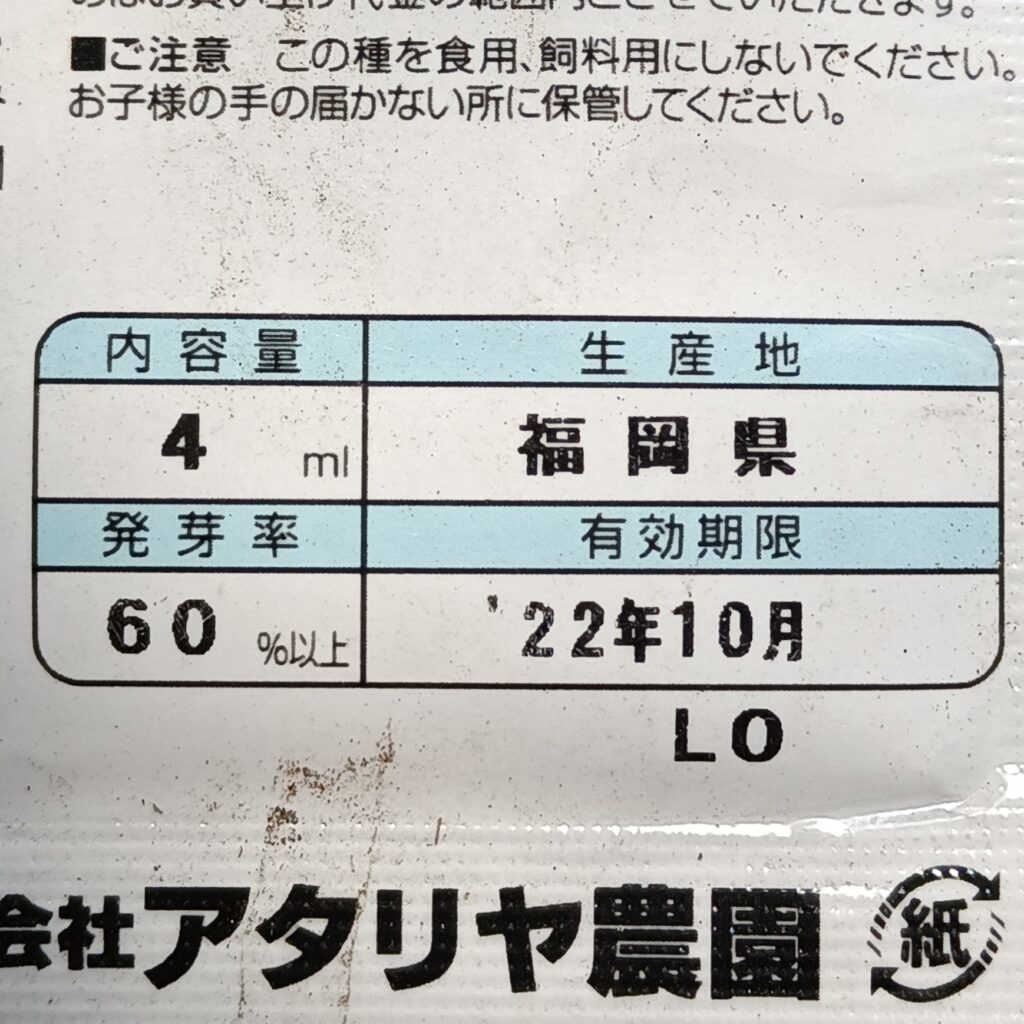 ■ご注意 この種を食用、飼料用にしないでください。
お子様の手の届かない所に保管してください。
内容量 生産地
4 ml 福岡県
発芽率 有効期限
60 %以上 '22年10月
LO
会社アタリヤ農園 紙